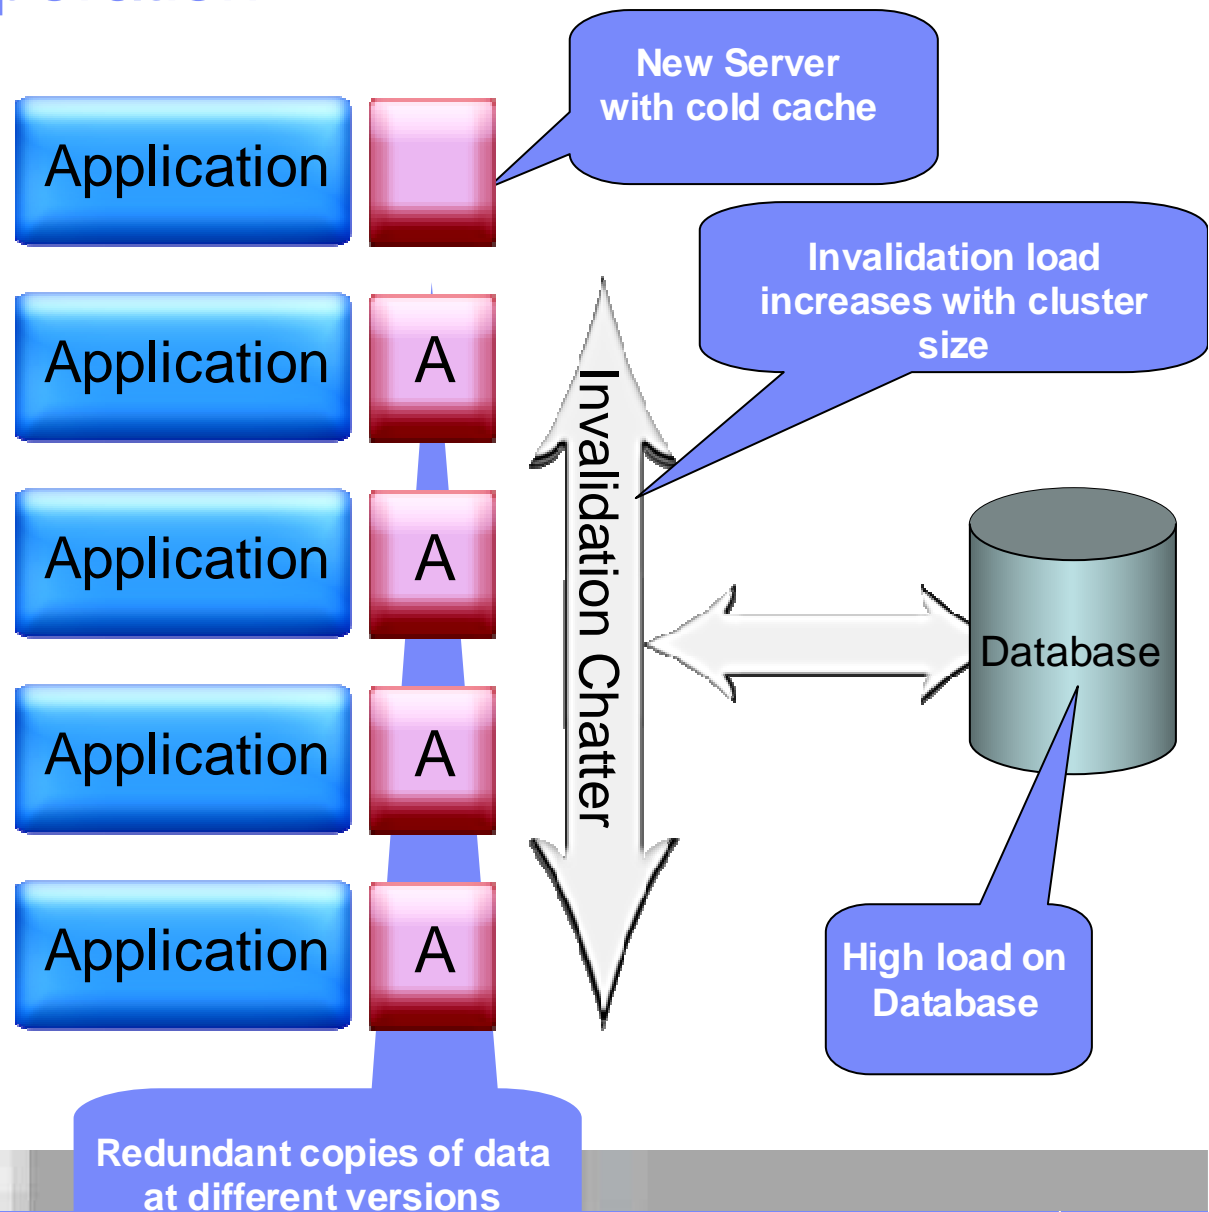 New Server
with cold cache
Application
Invalidation load
increases with cluster
size
Application
A
Invalidation Chatter
Application
A
Database
Application
A
Application
A
High load on
Database
Redundant copies of data
at different versions